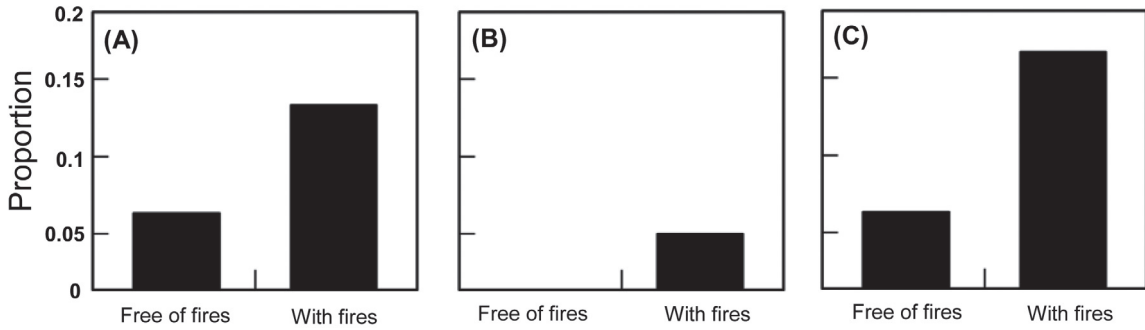 0.2
(A)
(B)
(C)
0.15
0.1
0.05
0
Proportion
Free of fires With fires
Free of fires With fires
Free of fires With fires